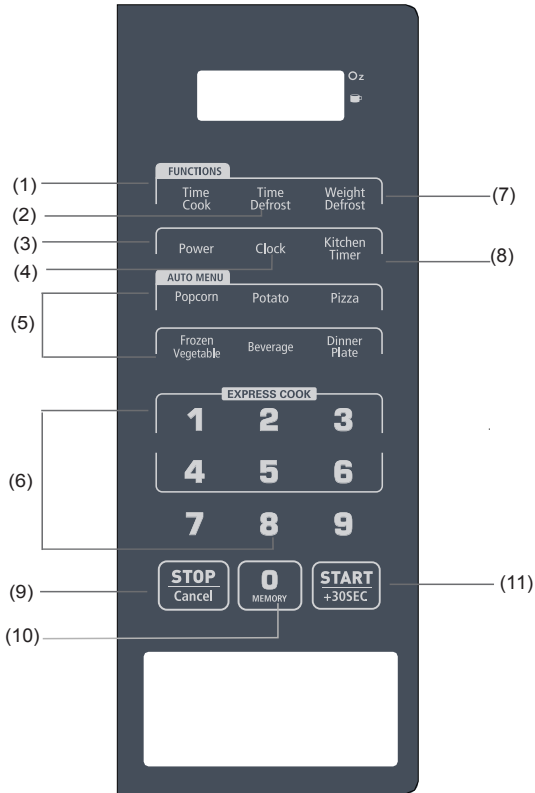 Oz
FUNCTIONS
(1)
Time Time Weight
Cook Defrost Defrost
(7)
(2)
(3)
Power Clock Kitchen
Timer
(4)
(8)
AUTO MENU
Popcorn Potato Pizza
(5)
Frozen Beverage Dinner
Vegetable Plate
EXPRESS COOK
1 2 3
4 5 6
(6)
7 8 9
STOP 0 START
Cancel MEMORY +30SEC
(9)
(11)
(10)